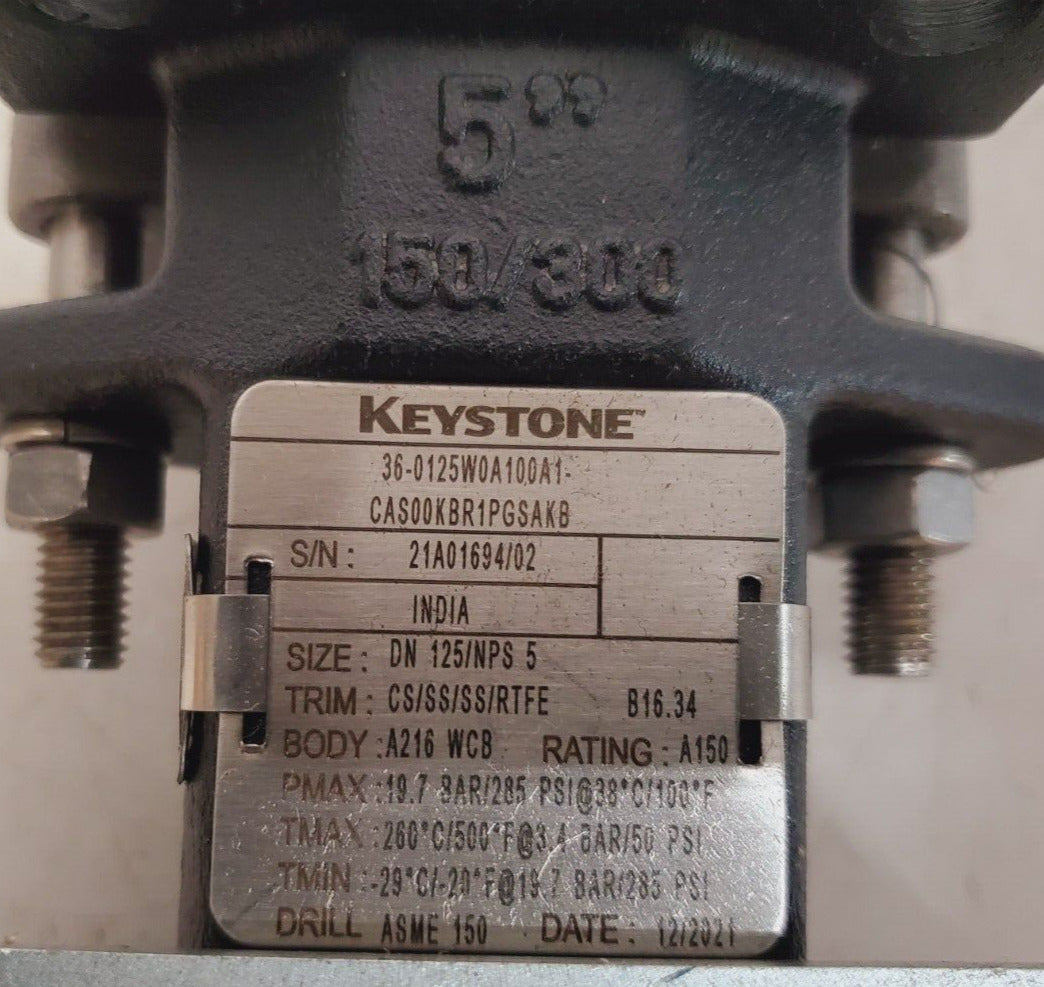 5"
150/300
KEYSTONE™
36-0125W0A100A1-
CAS00KBR1PGSAKB
S/N : 21A01694/02
INDIA
SIZE : DN 125/NPS 5
TRIM : CS/SS/SS/RTFE B16.34
BODY : A216 WCB RATING : A150
PMAX : 19.7 BAR/285 PSI@38°C/100°F
TMAX : 260°C/500°F@3.4 BAR/50 PSI
TMIN : -29°C/-20°F@19.7 BAR/285 PSI
DRILL ASME 150 DATE : 12/2021